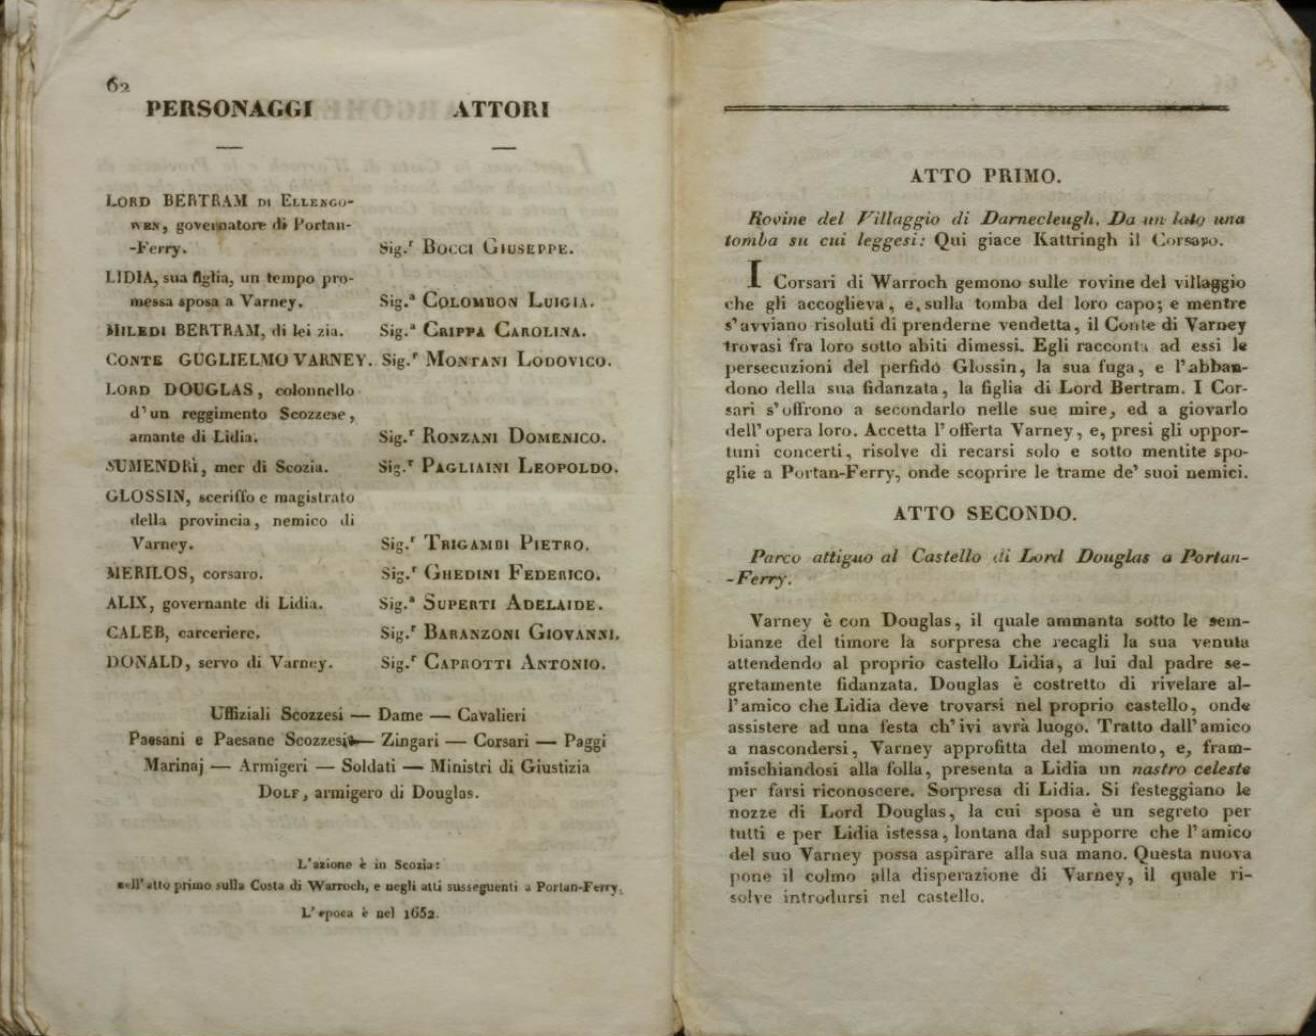 62
PERSONAGGI ATTORI
LORD BERTRAM DI ELLENGO-
WEN, governatore di Portan-
-Ferry. Sig.r BOCCI GIUSEPPE.
LIDIA, sua figlia, un tempo pro-
messa sposa a Varney. Sig.a COLOMBON LUIGIA.
MILEDI BERTRAM, di lei zia. Sig.a CRIPPA CAROLINA.
CONTE GUGLIELMO VARNEY. Sig.r MONTANI LODOVICO.
LORD DOUGLAS, colonnello
d'un reggimento Scozzese,
amante di Lidia. Sig.r RONZANI DOMENICO.
SUMENDRI, mer di Scozia. Sig.r PAGLIAINI LEOPOLDO.
GLOSSIN, sceriffo e magistrato
della provincia, nemico di
Varney. Sig.r TRIGAMBI PIETRO.
MERILOS, corsaro. Sig.r GHEDINI FEDERICO.
ALIX, governante di Lidia. Sig.a SUPERTI ADELAIDE.
CALEB, carceriere. Sig.r BARANZONI GIOVANNI.
DONALD, servo di Varney. Sig.r CAPROTTI ANTONIO.
Uffiziali Scozzesi — Dame — Cavalieri
Paesani e Paesane Scozzesi — Zingari — Corsari — Paggi
Marinaj — Armigeri — Soldati — Ministri di Giustizia
DOLF, armigero di Douglas.
L'azione è in Scozia:
nell'atto primo sulla Costa di Warroch, e negli atti susseguenti a Portan-Ferry.
L'epoca è nel 1652.
ATTO PRIMO.
Rovine del Villaggio di Darnecleugh. Da un lato una
tomba su cui leggesi: Qui giace Kattringh il Corsaro.
I Corsari di Warroch gemono sulle rovine del villaggio
che gli accoglieva, e, sulla tomba del loro capo; e mentre
s'avviano risoluti di prenderne vendetta, il Conte di Varney
trovasi fra loro sotto abiti dimessi. Egli racconta ad essi le
persecuzioni del perfido Glossin, la sua fuga, e l'abban-
dono della sua fidanzata, la figlia di Lord Bertram. I Cor-
sari s'offrono a secondarlo nelle sue mire, ed a giovarlo
dell'opera loro. Accetta l'offerta Varney, e, presi gli oppor-
tuni concerti, risolve di recarsi solo e sotto mentite spo-
glie a Portan-Ferry, onde scoprire le trame de' suoi nemici.
ATTO SECONDO.
Parco attiguo al Castello di Lord Douglas a Portan-
-Ferry.
Varney è con Douglas, il quale ammanta sotto le sem-
bianze del timore la sorpresa che recagli la sua venuta
attendendo al proprio castello Lidia, a lui dal padre se-
gretamente fidanzata. Douglas è costretto di rivelare al-
l'amico che Lidia deve trovarsi nel proprio castello, onde
assistere ad una festa ch'ivi avrà luogo. Tratto dall'amico
a nascondersi, Varney approfitta del momento, e, fram-
mischiandosi alla folla, presenta a Lidia un nastro celeste
per farsi riconoscere. Sorpresa di Lidia. Si festeggiano le
nozze di Lord Douglas, la cui sposa è un segreto per
tutti e per Lidia istessa, lontana dal supporre che l'amico
del suo Varney possa aspirare alla sua mano. Questa nuova
pone il colmo alla disperazione di Varney, il quale ri-
solve introdursi nel castello.